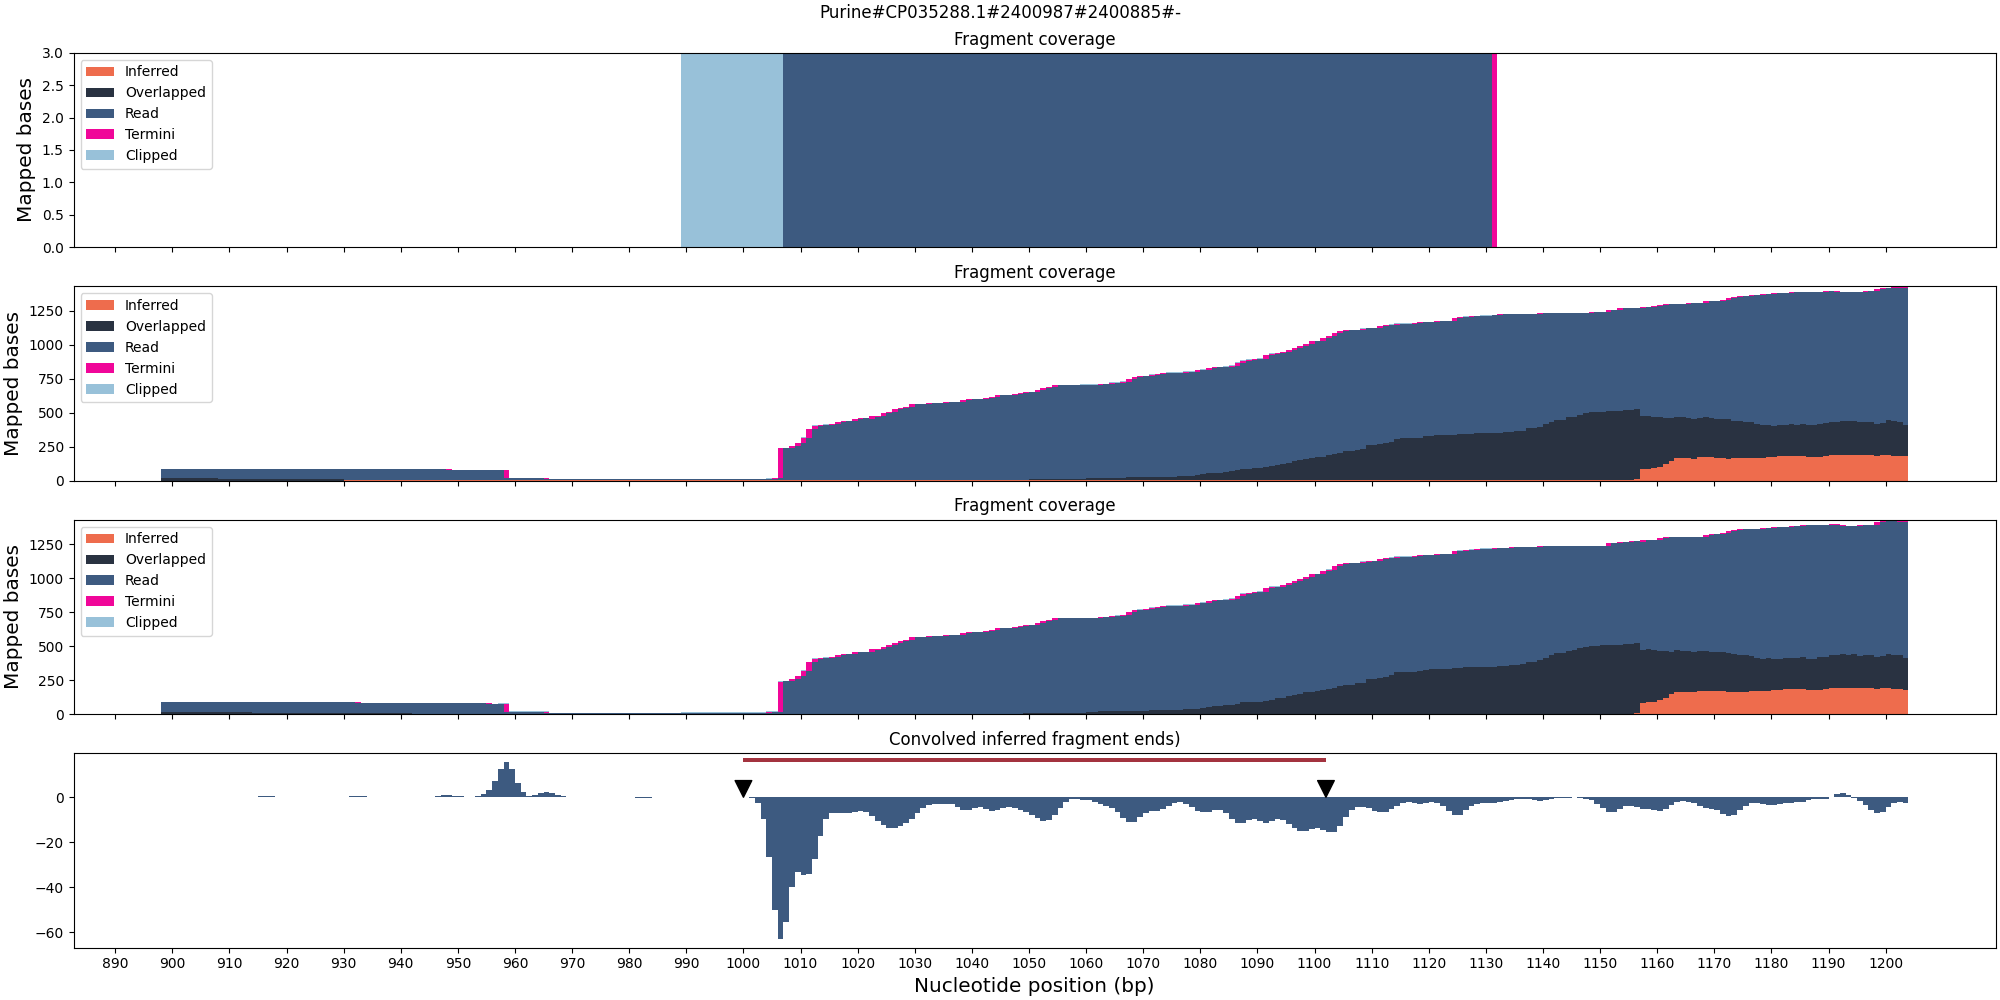 Purine#CP035288.1#2400987#2400885#-
Fragment coverage
Mapped bases
3.0
2.5
2.0
1.5
1.0
0.5
0.0
Inferred
Overlapped
Read
Termini
Clipped
Fragment coverage
Mapped bases
1250
1000
750
500
250
0
Inferred
Overlapped
Read
Termini
Clipped
Fragment coverage
Mapped bases
1250
1000
750
500
250
0
Inferred
Overlapped
Read
Termini
Clipped
Convolved inferred fragment ends)
0
−20
−40
−60
890 900 910 920 930 940 950 960 970 980 990 1000 1010 1020 1030 1040 1050 1060 1070 1080 1090 1100 1110 1120 1130 1140 1150 1160 1170 1180 1190 1200
Nucleotide position (bp)